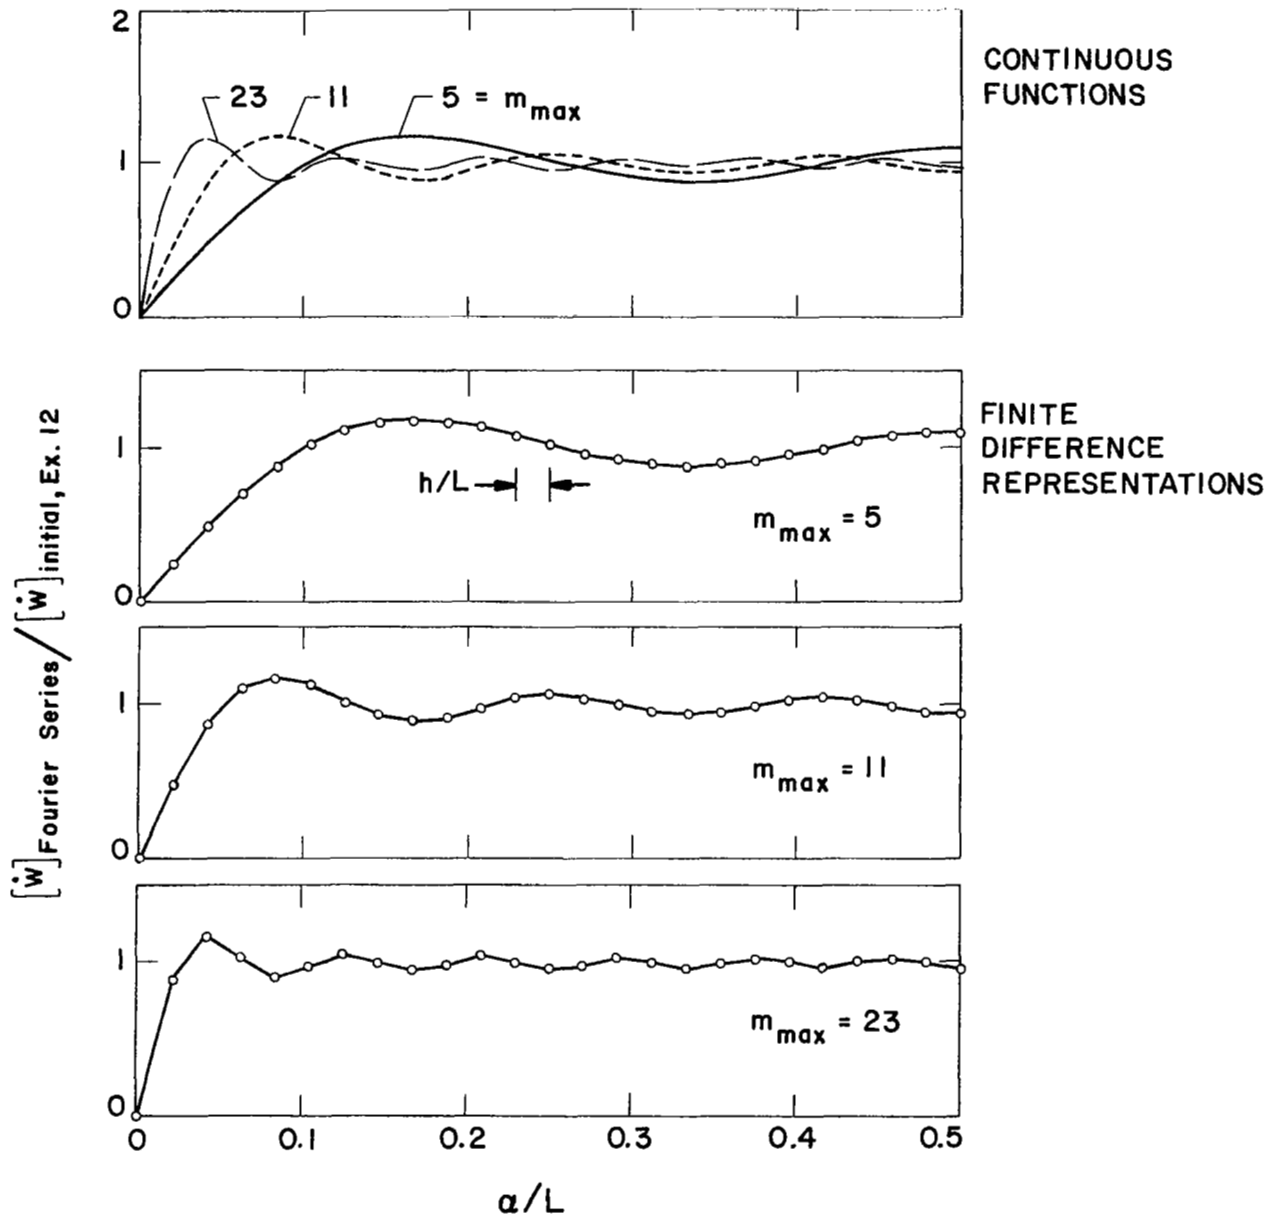 2
23
11
5 = m max
1
0
CONTINUOUS
FUNCTIONS
1
h/L
m max = 5
0
FINITE
DIFFERENCE
REPRESENTATIONS
1
m max = 11
0
1
m max = 23
0
0 0.1 0.2 0.3 0.4 0.5
α/L
[Ẇ] Fourier Series / [Ẇ] initial, Ex. 12